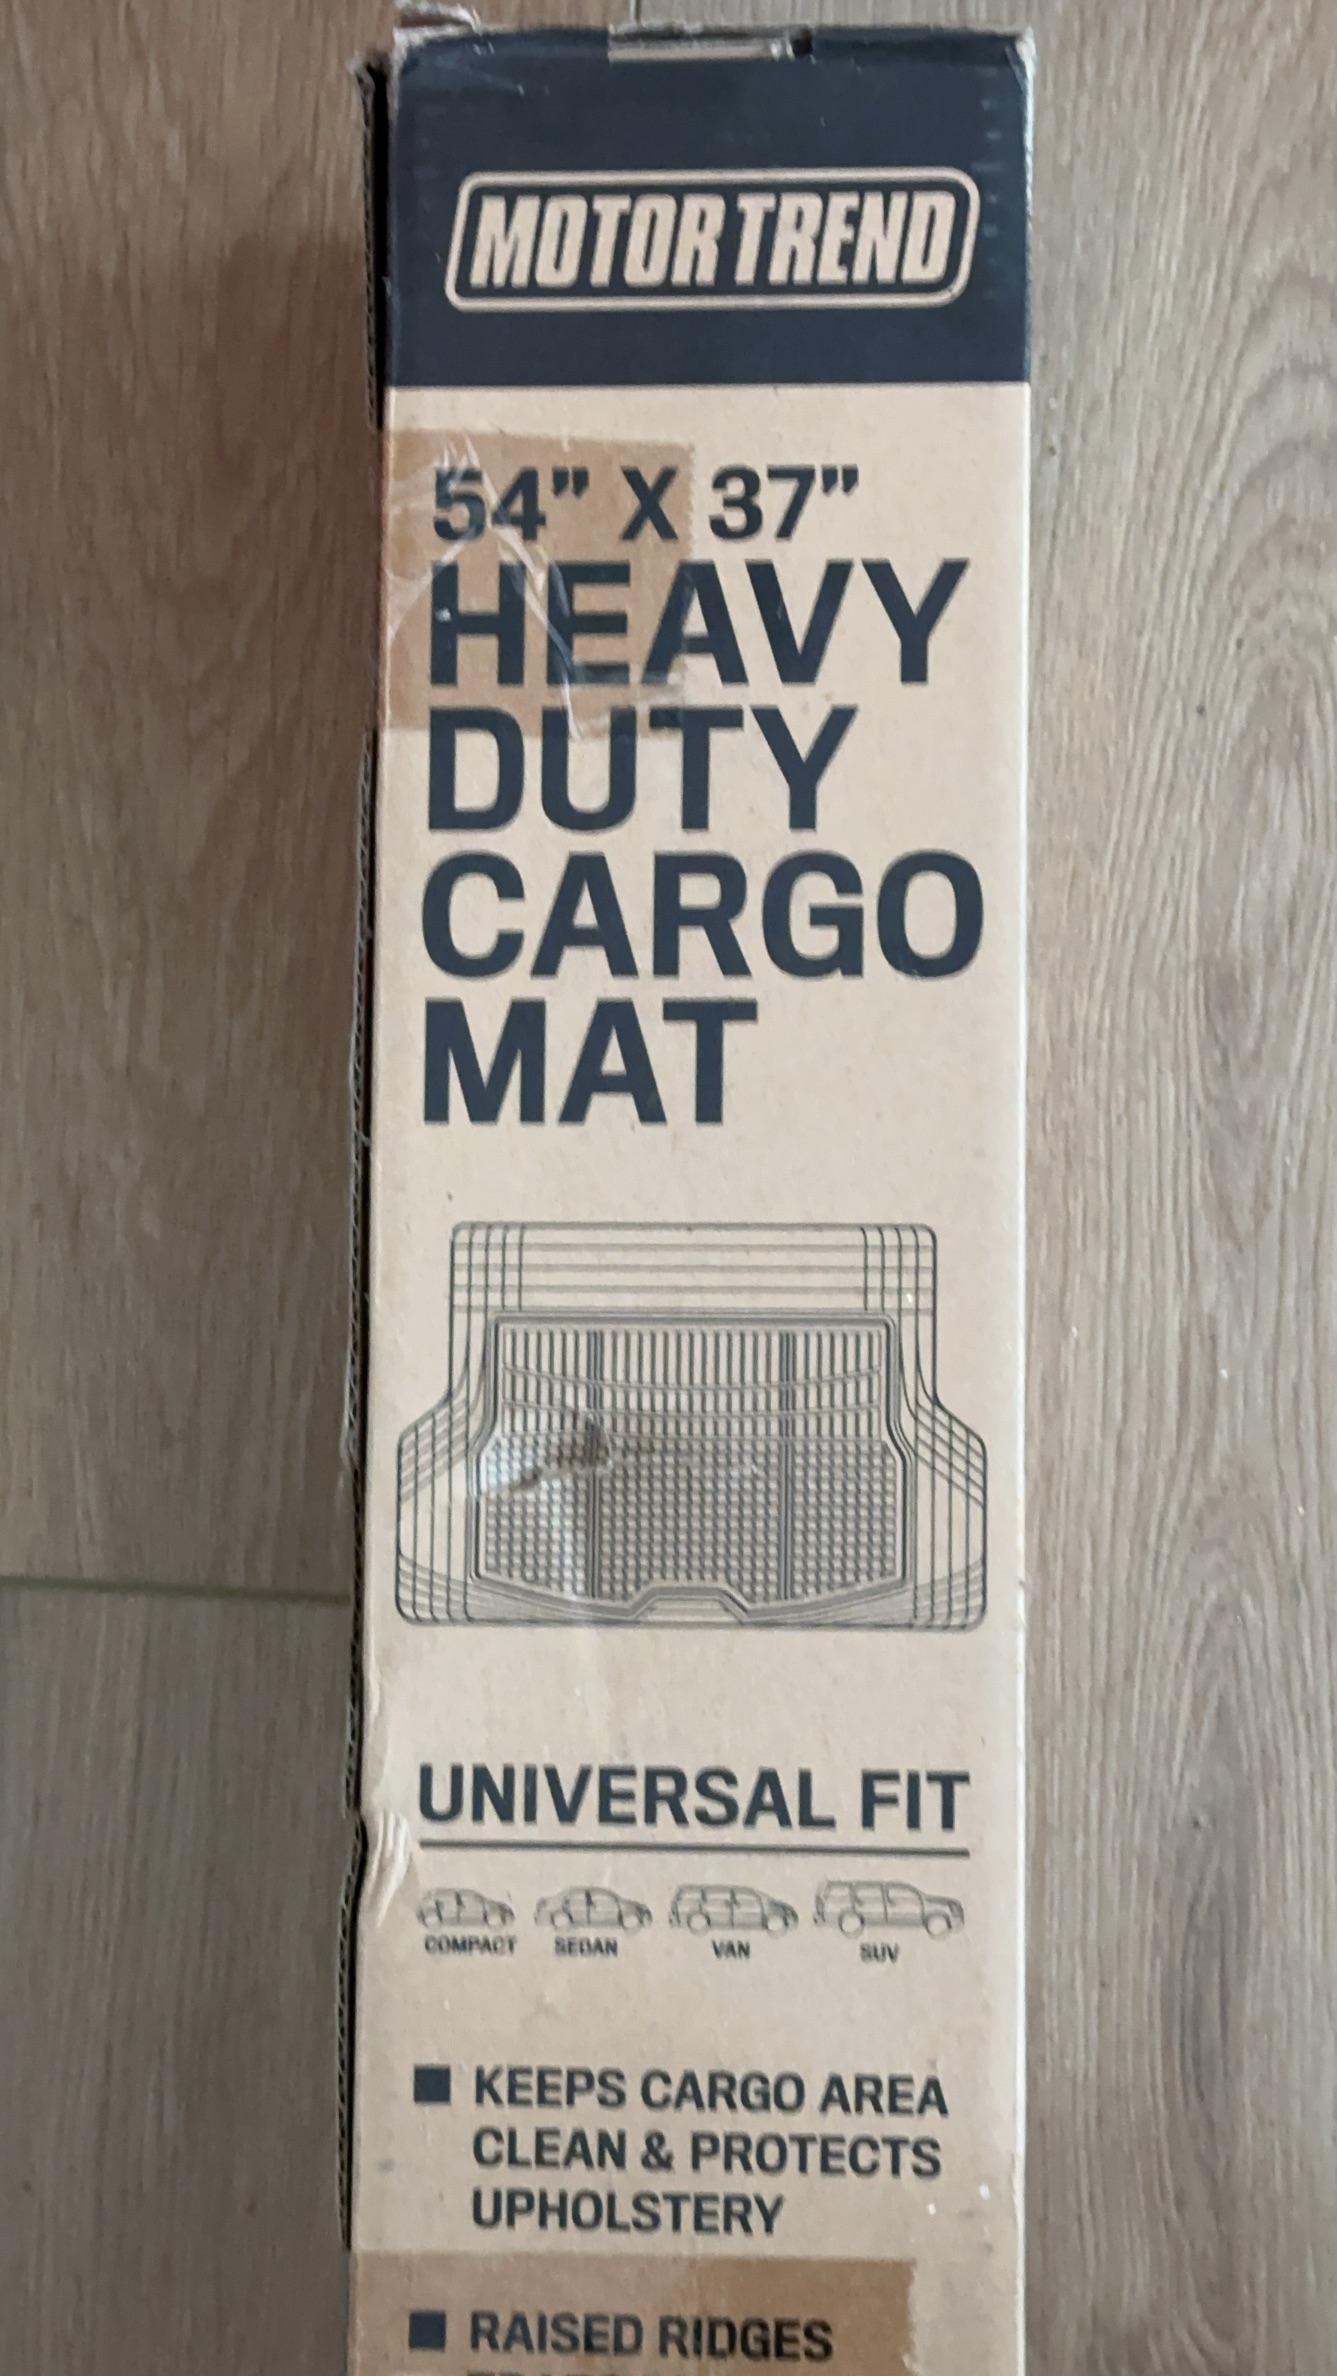 MOTOR TREND
54” X 37”
HEAVY
DUTY
CARGO
MAT
UNIVERSAL FIT
COMPACT SEDAN VAN SUV
KEEPS CARGO AREA
CLEAN & PROTECTS
UPHOLSTERY
RAISED RIDGES